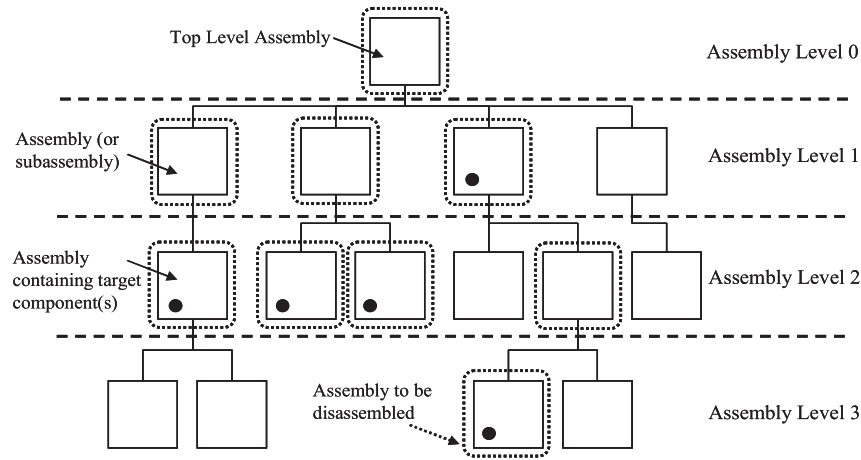 Top Level Assembly
Assembly Level 0
Assembly (or
subassembly)
Assembly Level 1
Assembly
containing target
component(s)
Assembly Level 2
Assembly to be
disassembled
Assembly Level 3